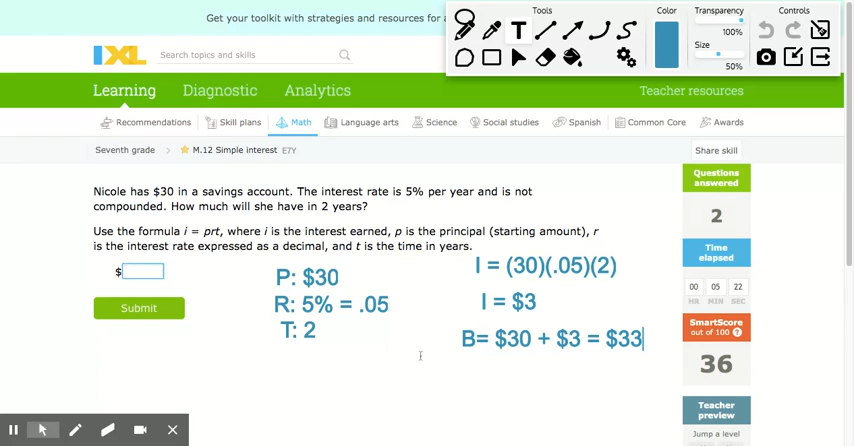 Get your toolkit with strategies and resources for a
Tools
Color
Transparency
100%
Size
50%
Controls
IXL
Search topics and skills
Learning
Diagnostic
Analytics
Teacher resources
Recommendations
Skill plans
Math
Language arts
Science
Social studies
Spanish
Common Core
Awards
Seventh grade
M.12 Simple interest E7Y
Share skill
Nicole has $30 in a savings account. The interest rate is 5% per year and is not
compounded. How much will she have in 2 years?
Use the formula i = prt, where i is the interest earned, p is the principal (starting amount), r
is the interest rate expressed as a decimal, and t is the time in years.
$
Submit
P: $30
R: 5% = .05
T: 2
I = (30)(.05)(2)
I = $3
B= $30 + $3 = $33
Questions
answered
2
Time
elapsed
00 05 22
HR MIN SEC
SmartScore
out of 100 ?
36
Teacher
preview
Jump a level